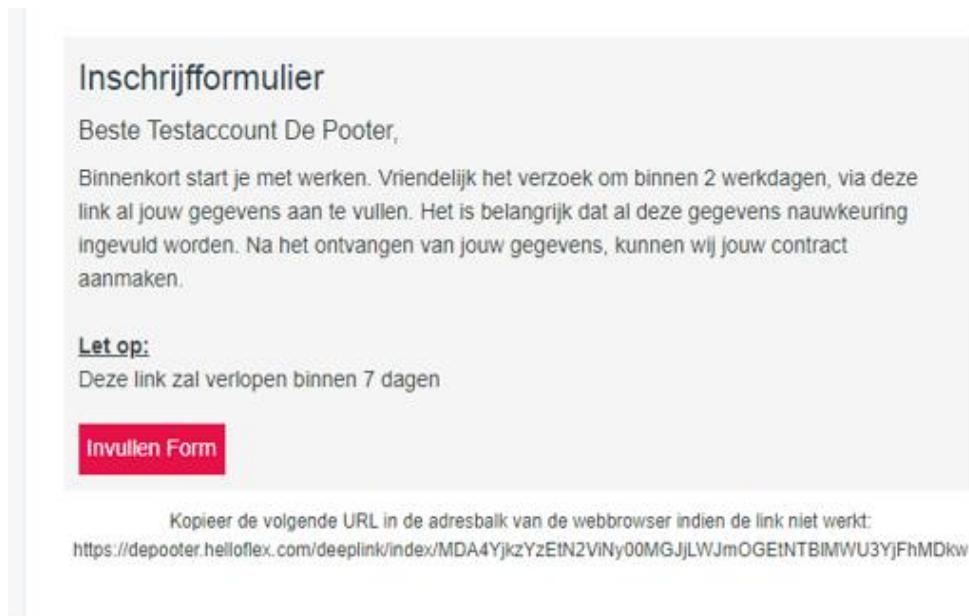 Inschrijfformulier
Beste Testaccount De Pooter,
Binnenkort start je met werken. Vriendelijk het verzoek om binnen 2 werkdagen, via deze
link al jouw gegevens aan te vullen. Het is belangrijk dat al deze gegevens nauwkeuring
ingevuld worden. Na het ontvangen van jouw gegevens, kunnen wij jouw contract
aanmaken.
Let op:
Deze link zal verlopen binnen 7 dagen
Invullen Form
Kopieer de volgende URL in de adresbalk van de webbrowser indien de link niet werkt:
https://depooter.helloflex.com/deeplink/index/MDA4YjkzYzEtN2ViNy00MGJjLWJmOGEtNTBlMWU3YjFhMDkw